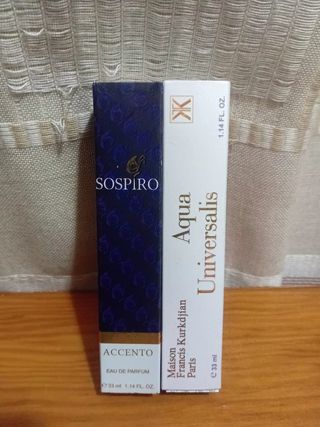 SOSPIRO
ACCENTO
EAU DE PARFUM
℮ 33 ml 1.14 FL. OZ.
1.14 FL. OZ.
Aqua
Universalis
Maison
Francis Kurkdjian
Paris
℮ 33 ml